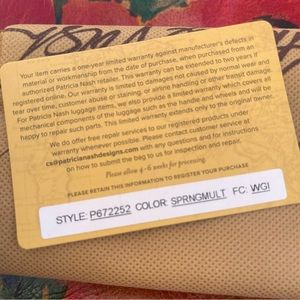 Your item carries a one-year limited warranty against manufacturer's defects in
material or workmanship from the date of purchase, when purchased from an
authorized Patricia Nash retailer. This warranty can be extended to two years if
registered online. Our warranty is limited to damages not caused by normal wear and
tear over time, customer abuse or staining, or airline handling or other transit damage.
For Patricia Nash luggage items, we also provide a limited warranty which covers the
mechanical components of the luggage such as the handle and wheels and will be
happy to repair such parts. This limited warranty extends only to the original owner.
We do offer free repair services to our registered products under
warranty whenever possible. Please contact customer service at
cs@patricianashdesigns.com with any questions and for instructions
on how to submit the bag to us for inspection and repair.
Please allow 4-6 weeks for processing.
PLEASE RETAIN THIS INFORMATION TO REGISTER YOUR PURCHASE
STYLE: P672252 COLOR: SPRNGMULT FC: WGI